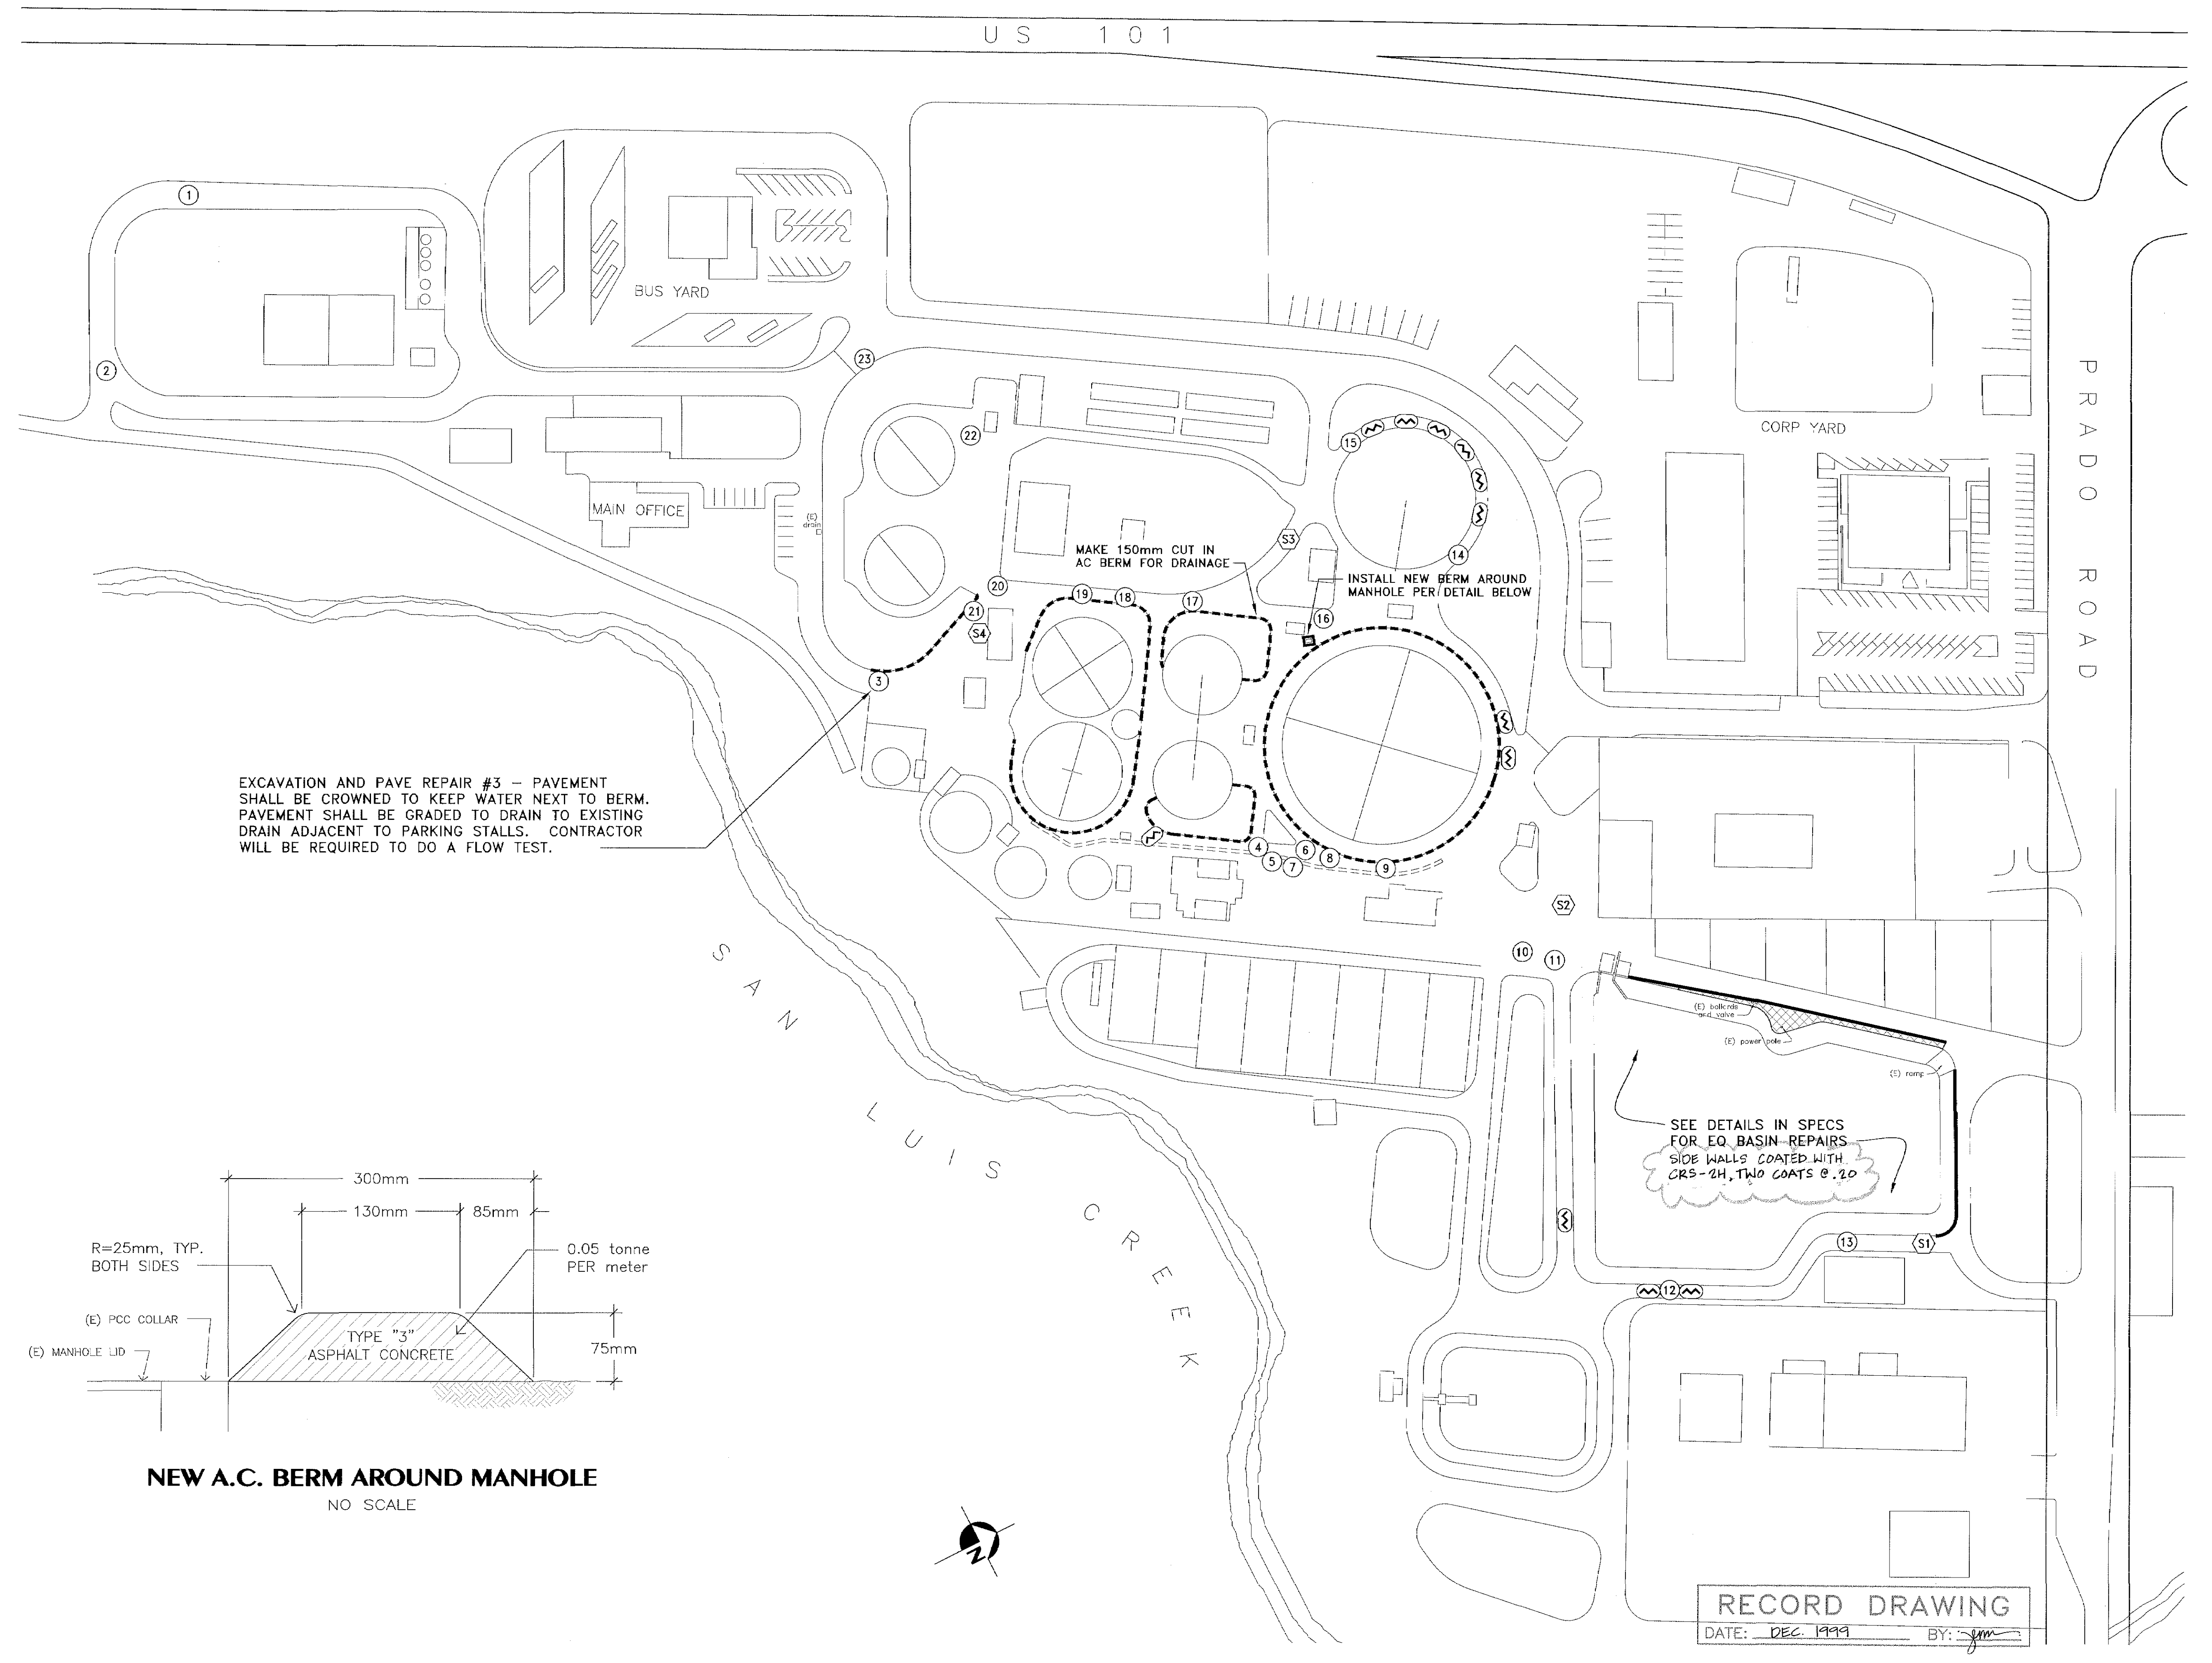 US 101
1
2
BUS YARD
23
22
15
CORP YARD
PRADO ROAD
MAIN OFFICE
(E)
drain
S3
14
MAKE 150mm CUT IN
AC BERM FOR DRAINAGE
INSTALL NEW BERM AROUND
MANHOLE PER DETAIL BELOW
20
19
18
17
21
16
S4
3
EXCAVATION AND PAVE REPAIR #3 – PAVEMENT
SHALL BE CROWNED TO KEEP WATER NEXT TO BERM.
PAVEMENT SHALL BE GRADED TO DRAIN TO EXISTING
DRAIN ADJACENT TO PARKING STALLS. CONTRACTOR
WILL BE REQUIRED TO DO A FLOW TEST.
4
5
6
7
8
9
S2
10
11
(E) bollards
and valve
(E) power pole
(E) ramp
SAN LUIS CREEK
SEE DETAILS IN SPECS
FOR EQ BASIN REPAIRS
SIDE WALLS COATED WITH
CRS-2H, TWO COATS @ .20
13
S1
12
300mm
130mm
85mm
R=25mm, TYP.
BOTH SIDES
0.05 tonne
PER meter
(E) PCC COLLAR
(E) MANHOLE LID
TYPE "3"
ASPHALT CONCRETE
75mm
NEW A.C. BERM AROUND MANHOLE
NO SCALE
N
RECORD DRAWING
DATE: DEC. 1999 BY: